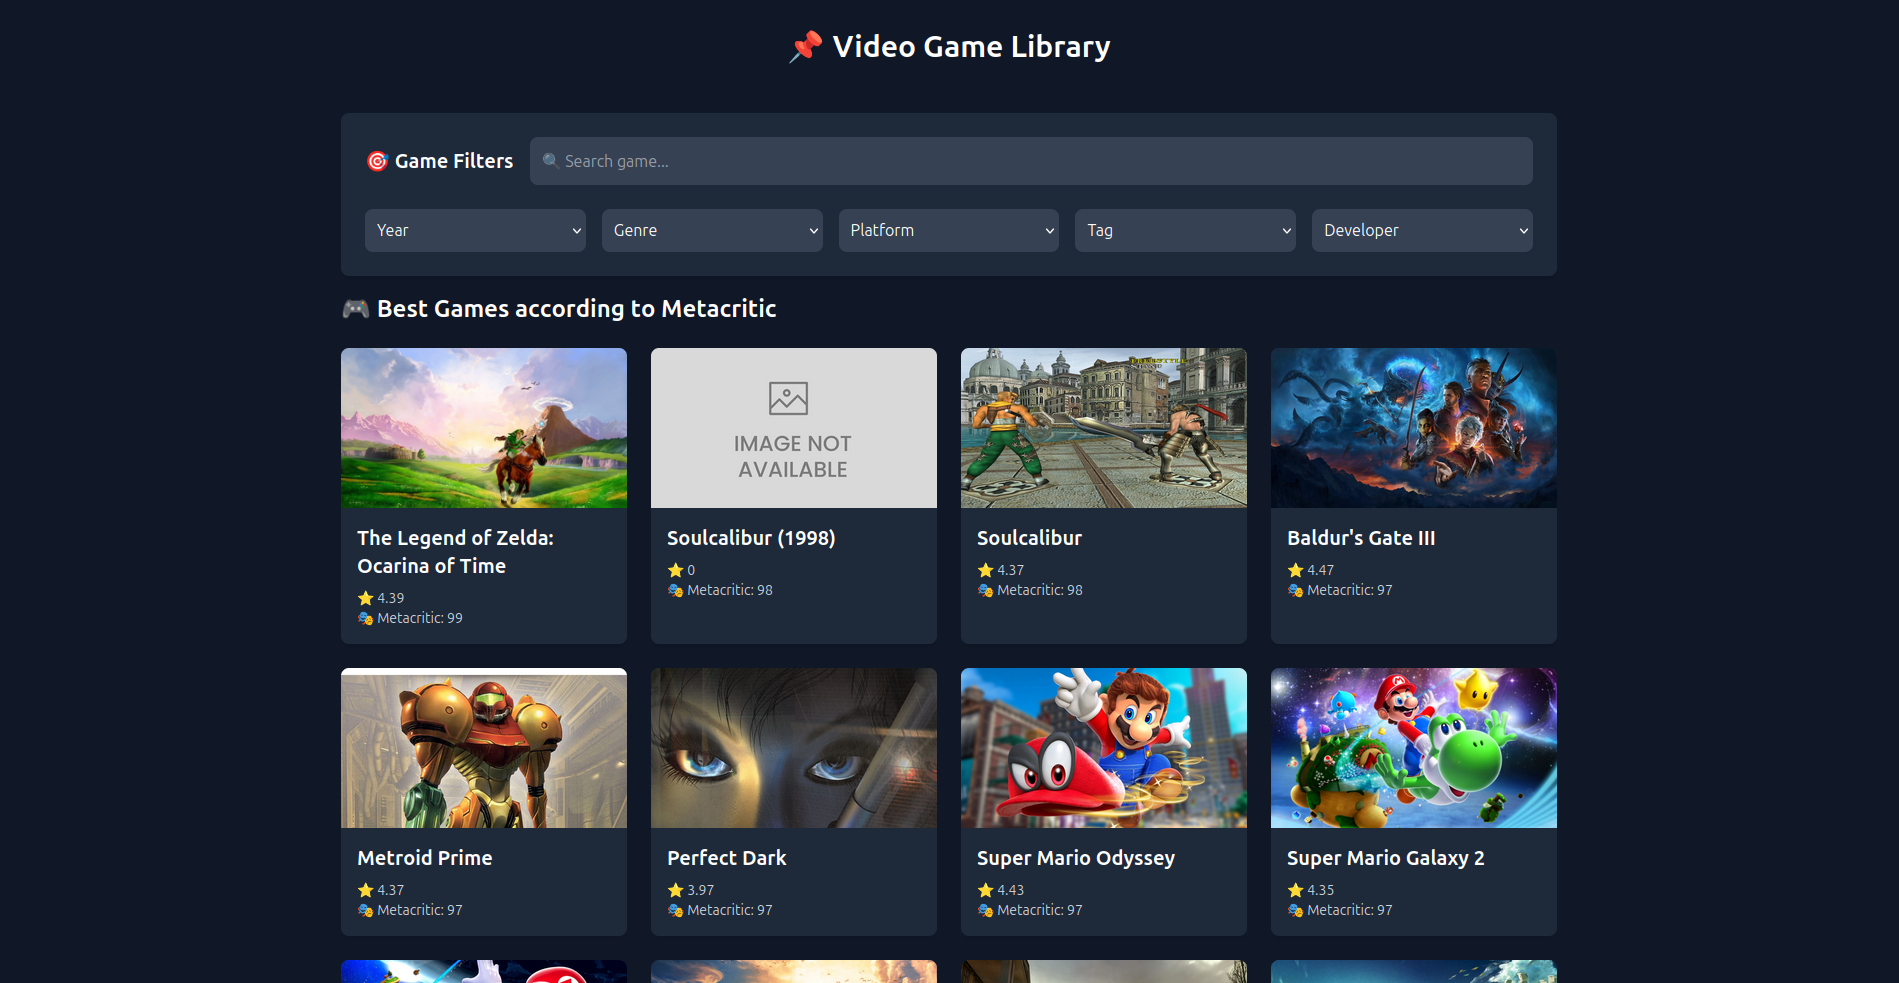 📌 Video Game Library
🎯 Game Filters
🔍 Search game...
Year
Genre
Platform
Tag
Developer
🎮 Best Games according to Metacritic
IMAGE NOT
AVAILABLE
The Legend of Zelda:
Ocarina of Time
⭐ 4.39
🎭 Metacritic: 99
Soulcalibur (1998)
⭐ 0
🎭 Metacritic: 98
Soulcalibur
⭐ 4.37
🎭 Metacritic: 98
Baldur's Gate III
⭐ 4.47
🎭 Metacritic: 97
Metroid Prime
⭐ 4.37
🎭 Metacritic: 97
Perfect Dark
⭐ 3.97
🎭 Metacritic: 97
Super Mario Odyssey
⭐ 4.43
🎭 Metacritic: 97
Super Mario Galaxy 2
⭐ 4.35
🎭 Metacritic: 97